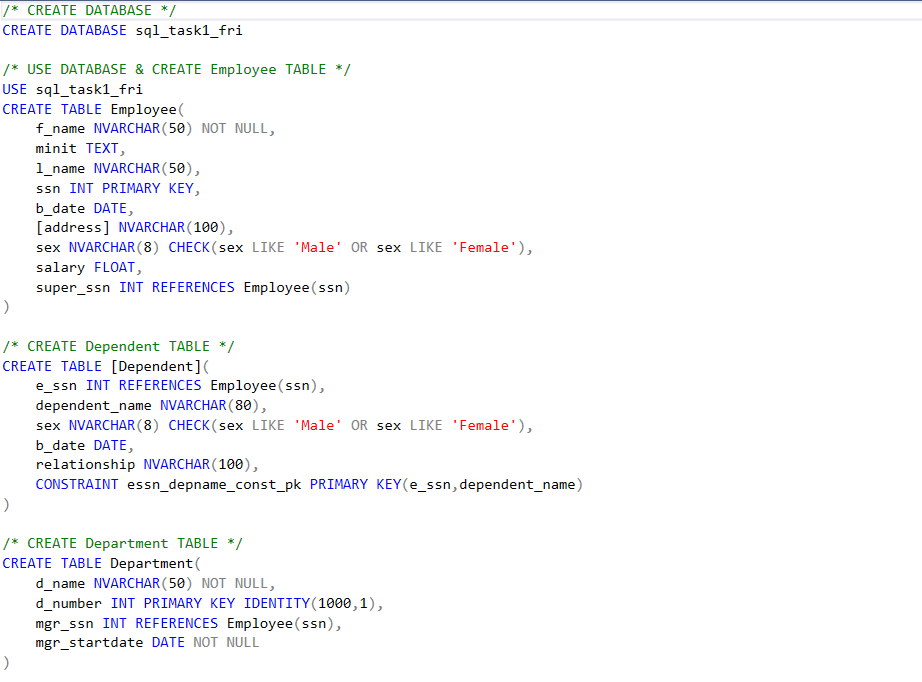 /* CREATE DATABASE */
CREATE DATABASE sql_task1_fri

/* USE DATABASE & CREATE Employee TABLE */
USE sql_task1_fri
CREATE TABLE Employee(
    f_name NVARCHAR(50) NOT NULL,
    minit TEXT,
    l_name NVARCHAR(50),
    ssn INT PRIMARY KEY,
    b_date DATE,
    [address] NVARCHAR(100),
    sex NVARCHAR(8) CHECK(sex LIKE 'Male' OR sex LIKE 'Female'),
    salary FLOAT,
    super_ssn INT REFERENCES Employee(ssn)
)

/* CREATE Dependent TABLE */
CREATE TABLE [Dependent](
    e_ssn INT REFERENCES Employee(ssn),
    dependent_name NVARCHAR(80),
    sex NVARCHAR(8) CHECK(sex LIKE 'Male' OR sex LIKE 'Female'),
    b_date DATE,
    relationship NVARCHAR(100),
    CONSTRAINT essn_depname_const_pk PRIMARY KEY(e_ssn,dependent_name)
)

/* CREATE Department TABLE */
CREATE TABLE Department(
    d_name NVARCHAR(50) NOT NULL,
    d_number INT PRIMARY KEY IDENTITY(1000,1),
    mgr_ssn INT REFERENCES Employee(ssn),
    mgr_startdate DATE NOT NULL
)